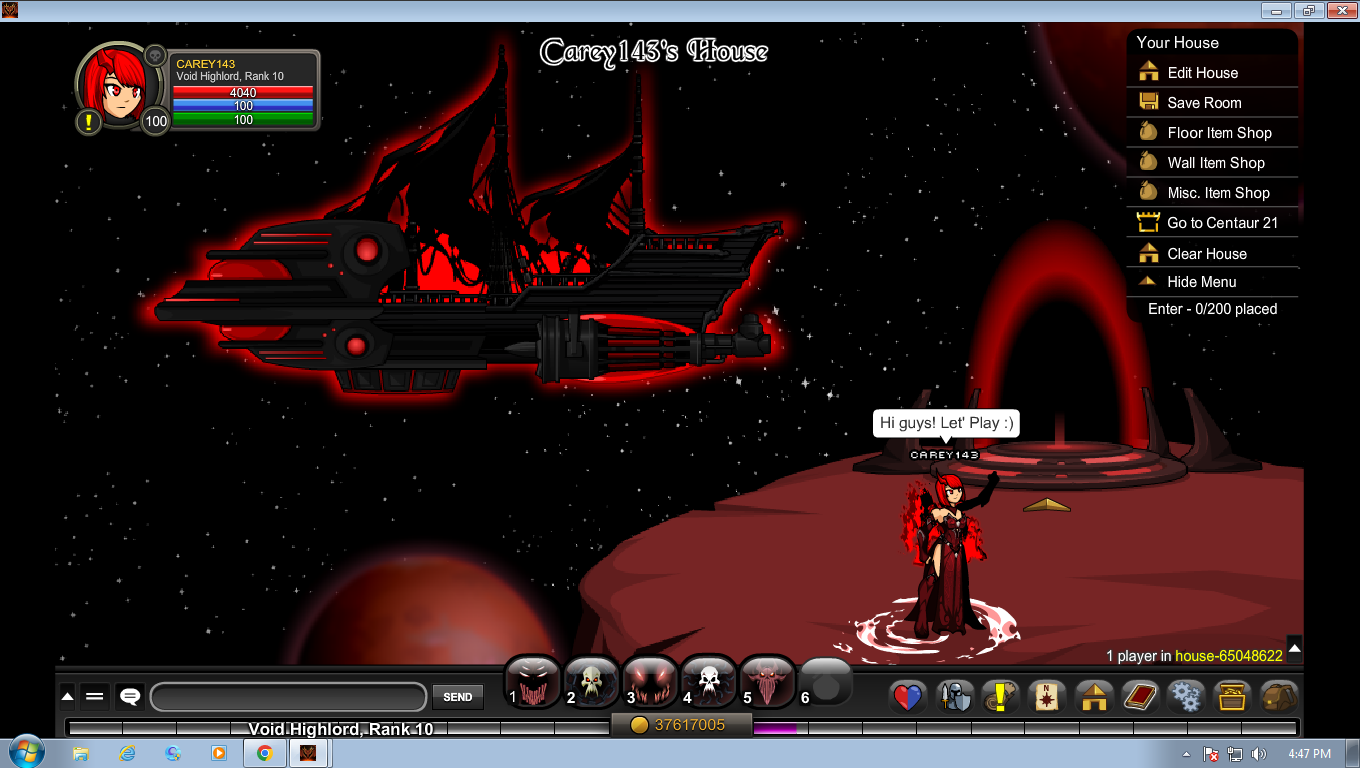 Carey143's House
CAREY143
Void Highlord, Rank 10
4040
100
100
100
!
Your House
Edit House
Save Room
Floor Item Shop
Wall Item Shop
Misc. Item Shop
Go to Centaur 21
Clear House
Hide Menu
Enter - 0/200 placed
Hi guys! Let' Play :)
CAREY143
1 player in house-65048622
SEND
1 2 3 4 5 6
N
Void Highlord, Rank 10
37617005
4:47 PM